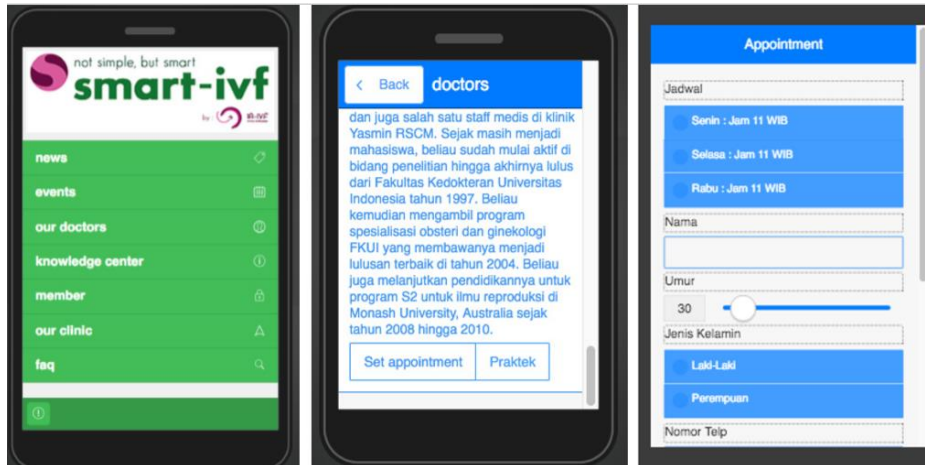 not simple, but smart
smart-ivf
by :
news
events
our doctors
knowledge center
member
our clinic
faq
Back
doctors
dan juga salah satu staff medis di klinik
Yasmin RSCM. Sejak masih menjadi
mahasiswa, beliau sudah mulai aktif di
bidang penelitian hingga akhirnya lulus
dari Fakultas Kedokteran Universitas
Indonesia tahun 1997. Beliau
kemudian mengambil program
spesialisasi obsteri dan ginekologi
FKUI yang membawanya menjadi
lulusan terbaik di tahun 2004. Beliau
juga melanjutkan pendidikannya untuk
program S2 untuk ilmu reproduksi di
Monash University, Australia sejak
tahun 2008 hingga 2010.
Set appointment
Praktek
Appointment
Jadwal
Senin : Jam 11 WIB
Selasa : Jam 11 WIB
Rabu : Jam 11 WIB
Nama
Umur
30
Jenis Kelamin
Laki-Laki
Perempuan
Nomor Telp